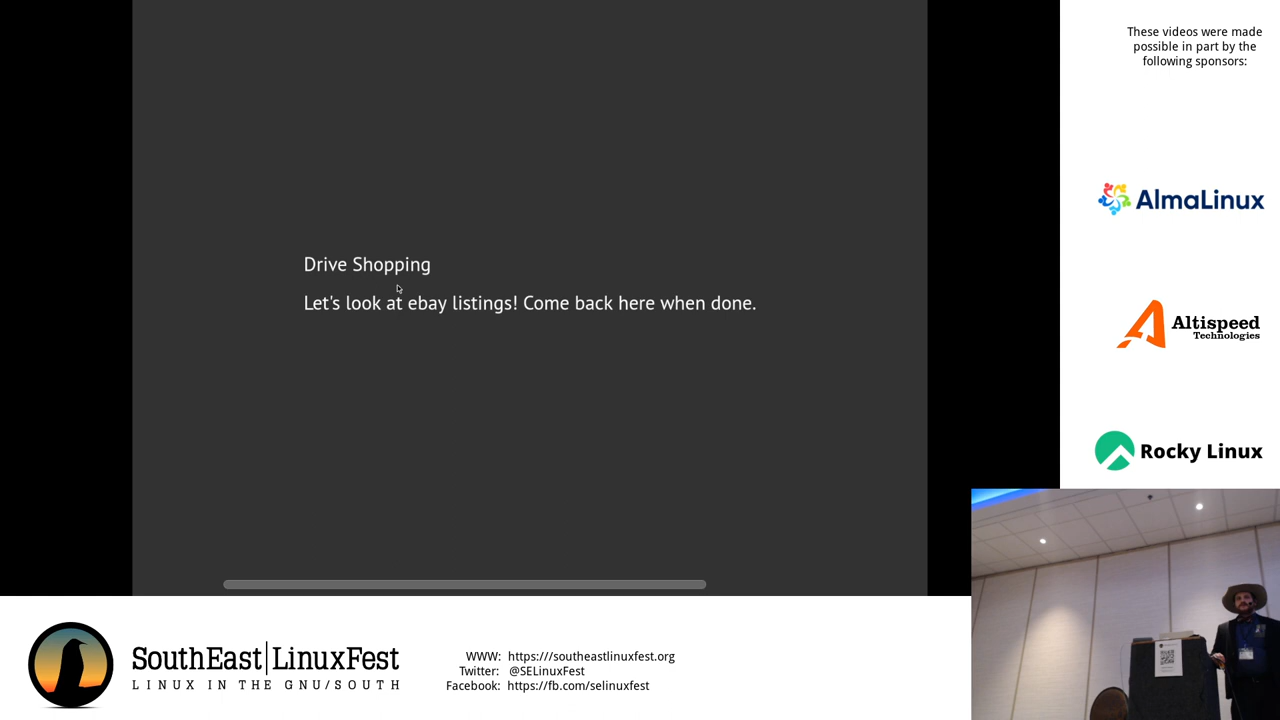 Drive Shopping
Let's look at ebay listings! Come back here when done.
These videos were made
possible in part by the
following sponsors:
AlmaLinux
Altispeed
Technologies
Rocky Linux
SouthEast|LinuxFest
LINUX IN THE GNU/SOUTH
WWW: https:///southeastlinuxfest.org
Twitter: @SELinuxFest
Facebook: https://fb.com/selinuxfest